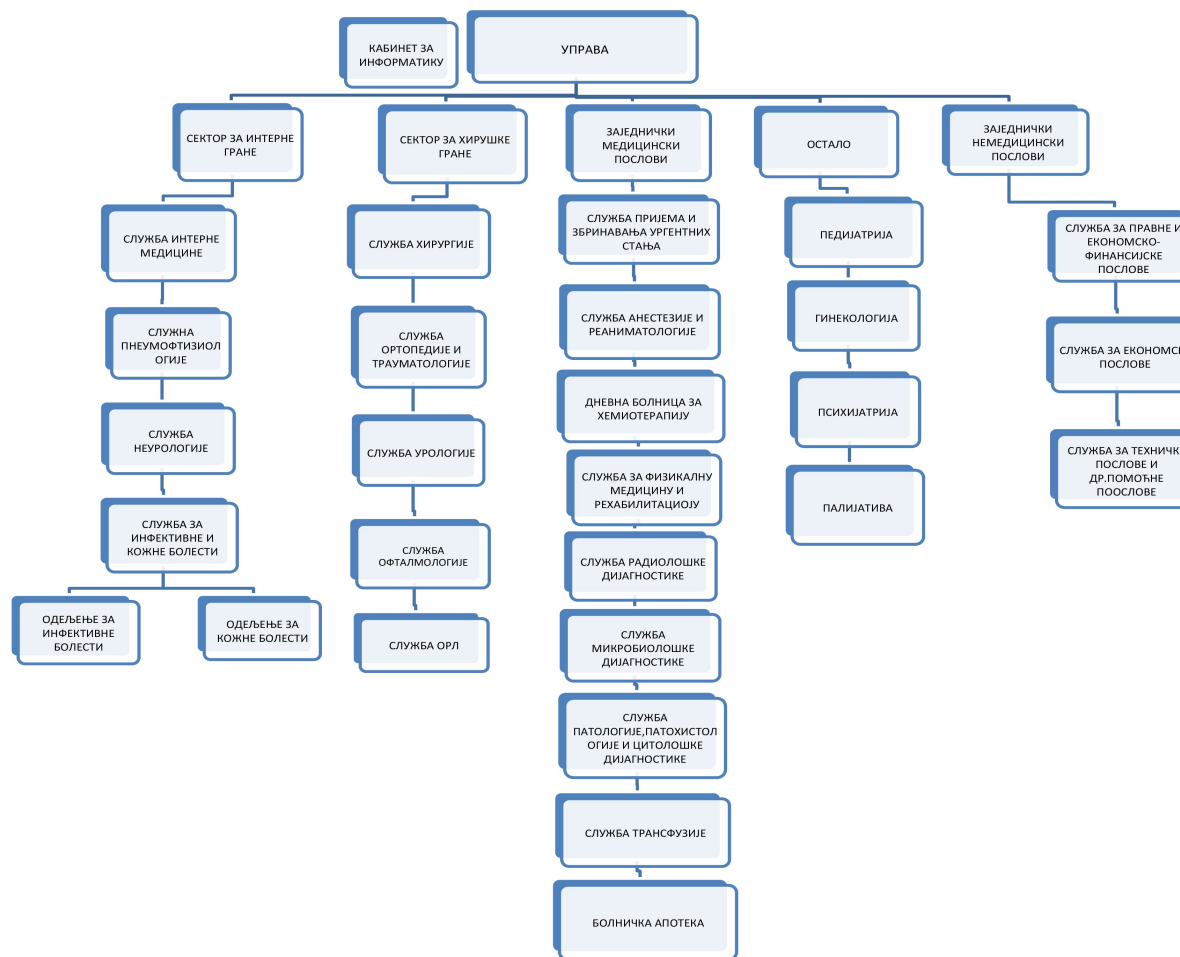 КАБИНЕТ ЗА
ИНФОРМАТИКУ
УПРАВА
СЕКТОР ЗА ИНТЕРНЕ
ГРАНЕ
СЕКТОР ЗА ХИРУШКЕ
ГРАНЕ
ЗАЈЕДНИЧКИ
МЕДИЦИНСКИ
ПОСЛОВИ
ОСТАЛО
ЗАЈЕДНИЧКИ
НЕМЕДИЦИНСКИ
ПОСЛОВИ
СЛУЖБА ИНТЕРНЕ
МЕДИЦИНЕ
СЛУЖНА
ПНЕУМОФТИЗИОЛ
ОГИЈЕ
СЛУЖБА
НЕУРОЛОГИЈЕ
СЛУЖБА ЗА
ИНФЕКТИВНЕ И
КОЖНЕ БОЛЕСТИ
ОДЕЉЕЊЕ ЗА
ИНФЕКТИВНЕ
БОЛЕСТИ
ОДЕЉЕЊЕ ЗА
КОЖНЕ БОЛЕСТИ
СЛУЖБА ХИРУРГИЈЕ
СЛУЖБА
ОРТОПЕДИЈЕ И
ТРАУМАТОЛОГИЈЕ
СЛУЖБА УРОЛОГИЈЕ
СЛУЖБА
ОФТАЛМОЛОГИЈЕ
СЛУЖБА ОРЛ
СЛУЖБА ПРИЈЕМА И
ЗБРИНАВАЊА УРГЕНТНИХ
СТАЊА
СЛУЖБА АНЕСТЕЗИЈЕ И
РЕАНИМАТОЛОГИЈЕ
ДНЕВНА БОЛНИЦА ЗА
ХЕМИОТЕРАПИЈУ
СЛУЖБА ЗА ФИЗИКАЛНУ
МЕДИЦИНУ И
РЕХАБИЛИТАЦИОЈУ
СЛУЖБА РАДИОЛОШКЕ
ДИЈАГНОСТИКЕ
СЛУЖБА
МИКРОБИОЛОШКЕ
ДИЈАГНОСТИКЕ
СЛУЖБА
ПАТОЛОГИЈЕ,ПАТОХИСТОЛ
ОГИЈЕ И ЦИТОЛОШКЕ
ДИЈАГНОСТИКЕ
СЛУЖБА ТРАНСФУЗИЈЕ
БОЛНИЧКА АПОТЕКА
ПЕДИЈАТРИЈА
ГИНЕКОЛОГИЈА
ПСИХИЈАТРИЈА
ПАЛИЈАТИВА
СЛУЖБА ЗА ПРАВНЕ И
ЕКОНОМСКО-
ФИНАНСИЈСКЕ
ПОСЛОВЕ
СЛУЖБА ЗА
ПОСЛОВЕ
СЛУЖБА ЗА
ПОСЛОВЕ И
ДР.ПОМОЋНЕ
ПООСЛОВЕ